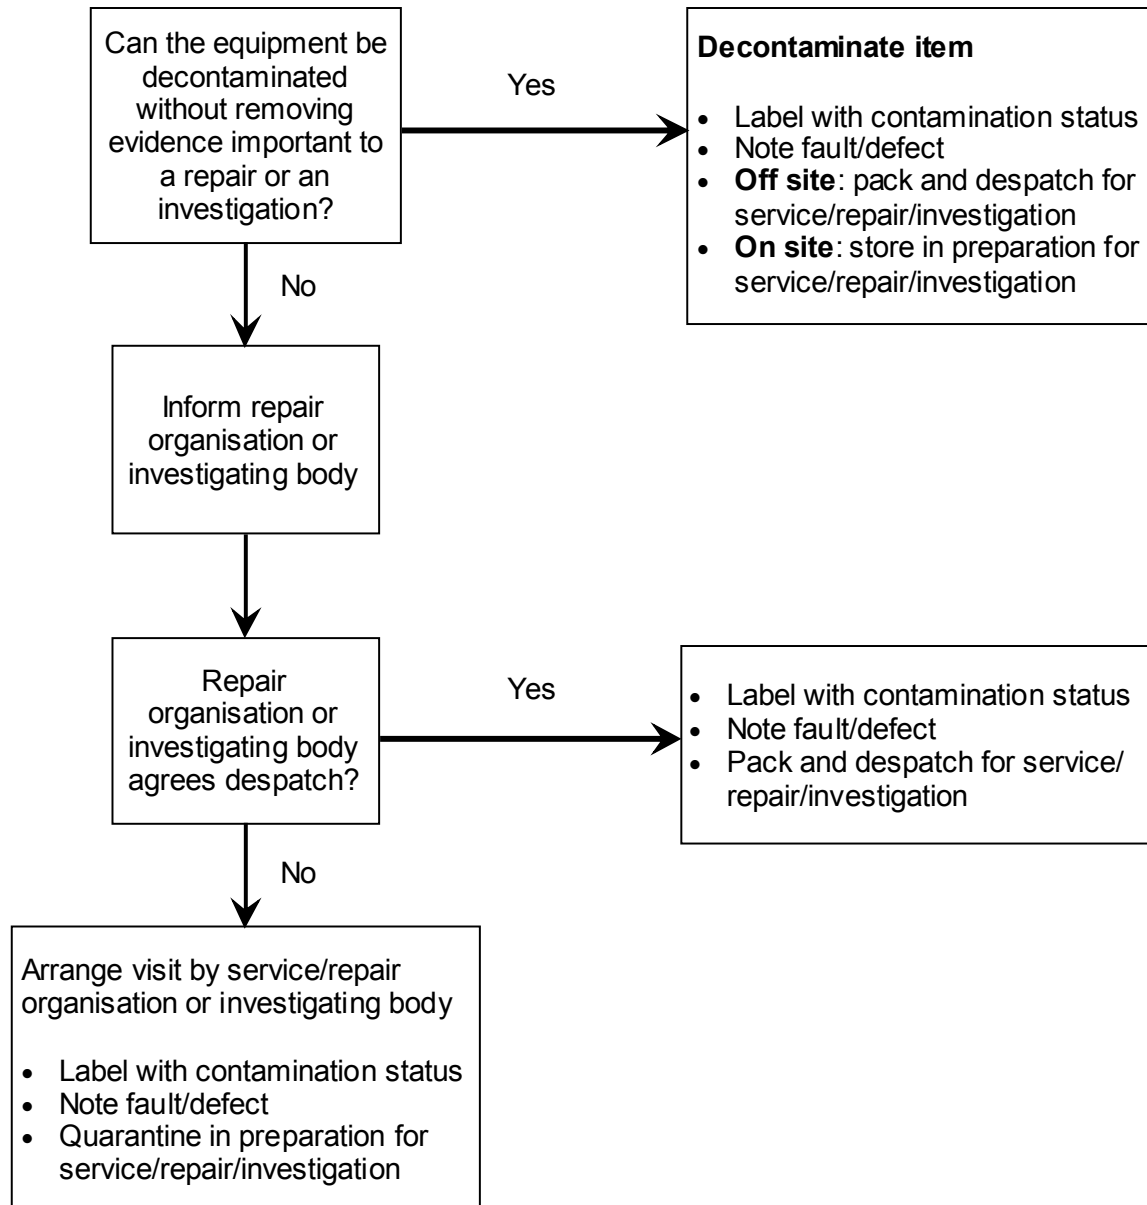 Can the equipment be
decontaminated
without removing
evidence important to
a repair or an
investigation?
Yes
Decontaminate item
• Label with contamination status
• Note fault/defect
• Off site: pack and despatch for
service/repair/investigation
• On site: store in preparation for
service/repair/investigation
No
Inform repair
organisation or
investigating body
Repair
organisation or
investigating body
agrees despatch?
Yes
• Label with contamination status
• Note fault/defect
• Pack and despatch for service/
repair/investigation
No
Arrange visit by service/repair
organisation or investigating body
• Label with contamination status
• Note fault/defect
• Quarantine in preparation for
service/repair/investigation